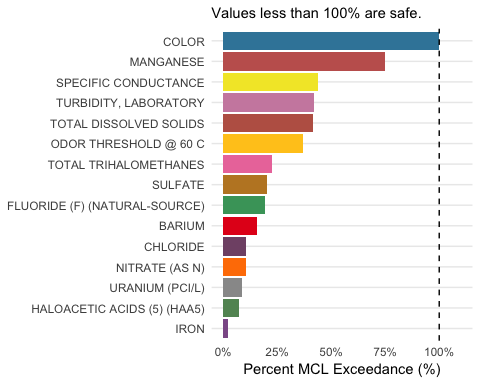 Values less than 100% are safe.
COLOR
MANGANESE
SPECIFIC CONDUCTANCE
TURBIDITY, LABORATORY
TOTAL DISSOLVED SOLIDS
ODOR THRESHOLD @ 60 C
TOTAL TRIHALOMETHANES
SULFATE
FLUORIDE (F) (NATURAL-SOURCE)
BARIUM
CHLORIDE
NITRATE (AS N)
URANIUM (PCI/L)
HALOACETIC ACIDS (5) (HAA5)
IRON
0% 25% 50% 75% 100%
Percent MCL Exceedance (%)